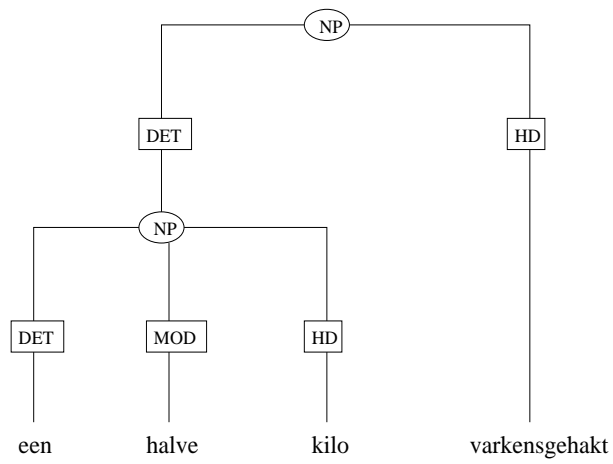 NP
DET HD
NP
DET MOD HD
een halve kilo varkensgehakt